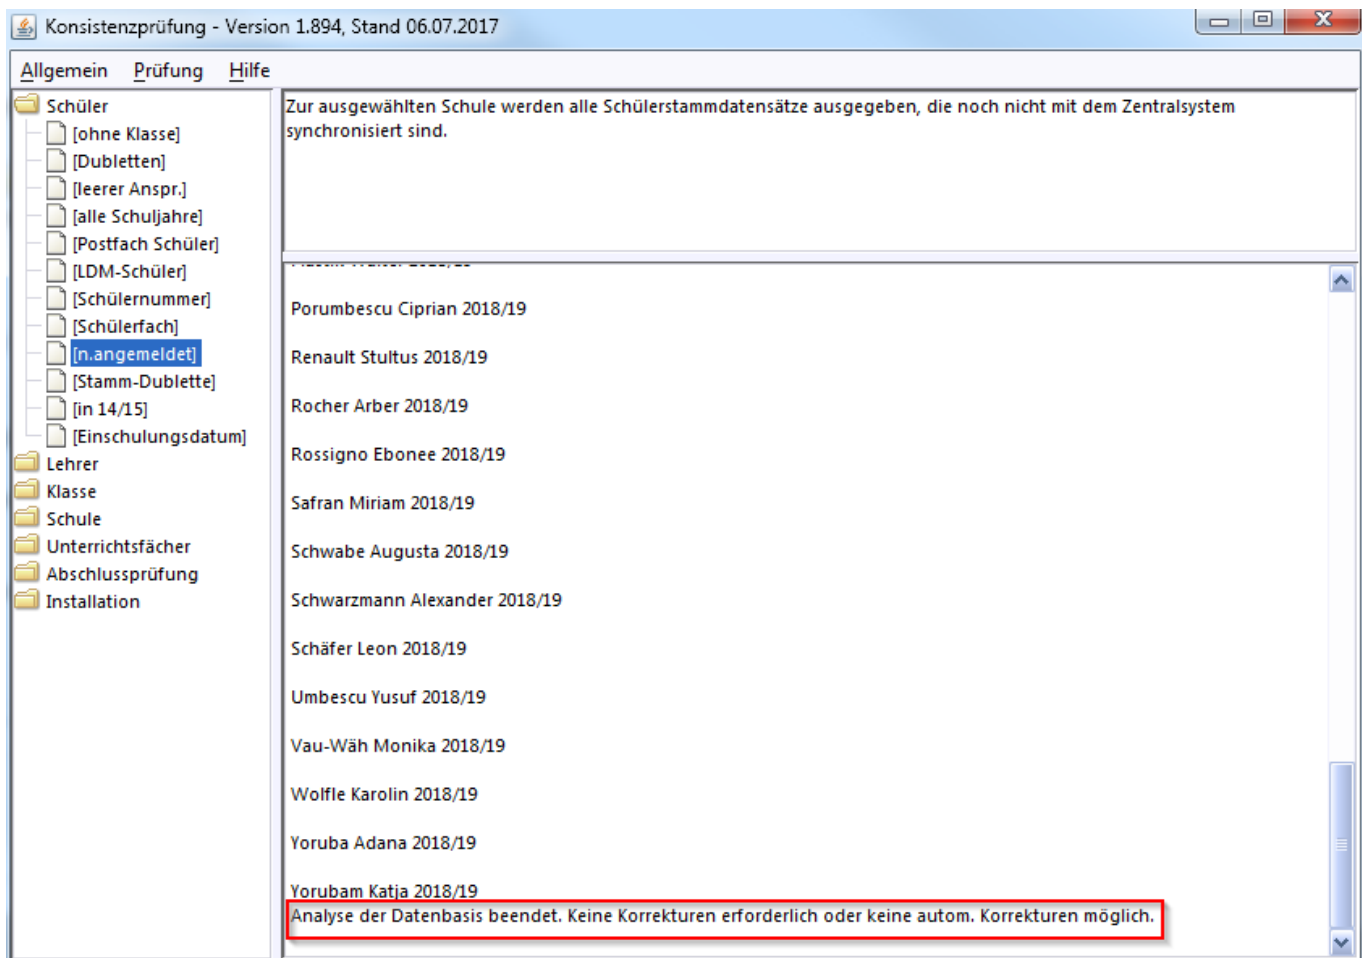 Konsistenzprüfung - Version 1.894, Stand 06.07.2017
Allgemein Prüfung Hilfe
Schüler
[ohne Klasse]
[Dubletten]
[leerer Anspr.]
[alle Schuljahre]
[Postfach Schüler]
[LDM-Schüler]
[Schülernummer]
[Schülerfach]
[n.angemeldet]
[Stamm-Dublette]
[in 14/15]
[Einschulungsdatum]
Lehrer
Klasse
Schule
Unterrichtsfächer
Abschlussprüfung
Installation
Zur ausgewählten Schule werden alle Schülerstammdatensätze ausgegeben, die noch nicht mit dem Zentralsystem
synchronisiert sind.
Porumbescu Ciprian 2018/19
Renault Stultus 2018/19
Rocher Arber 2018/19
Rossigno Ebonee 2018/19
Safran Miriam 2018/19
Schwabe Augusta 2018/19
Schwarzmann Alexander 2018/19
Schäfer Leon 2018/19
Umbescu Yusuf 2018/19
Vau-Wäh Monika 2018/19
Wolfle Karolin 2018/19
Yoruba Adana 2018/19
Yorubam Katja 2018/19
Analyse der Datenbasis beendet. Keine Korrekturen erforderlich oder keine autom. Korrekturen möglich.